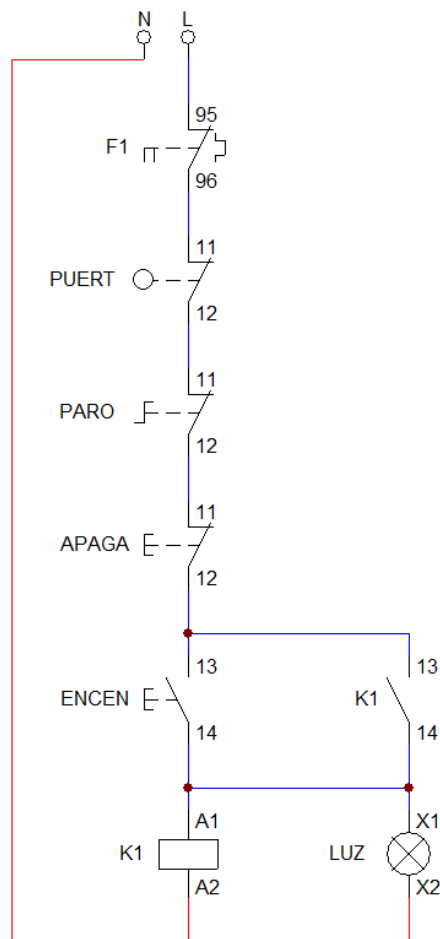 N L
95
F1
96
11
PUERT
12
11
PARO
12
11
APAGA
12
13 13
ENCEN K1
14 14
A1 X1
K1 LUZ
A2 X2